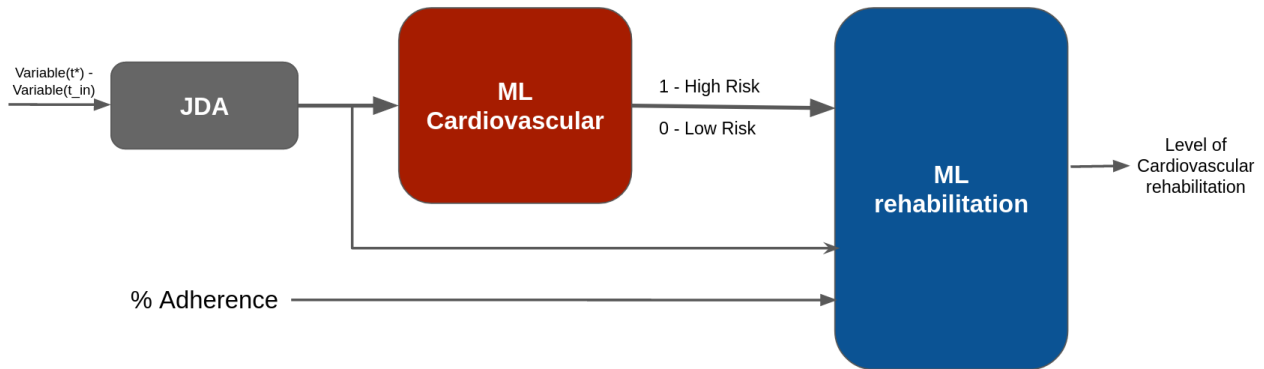 Variable(t*) -
Variable(t_in)
JDA
ML
Cardiovascular
1 - High Risk
0 - Low Risk
ML
rehabilitation
Level of
Cardiovascular
rehabilitation
% Adherence